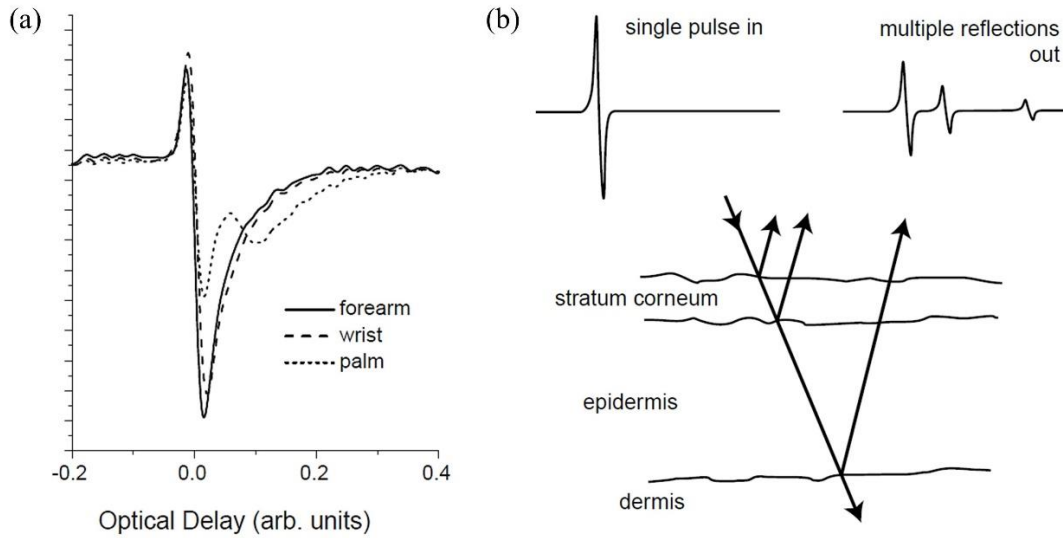 (a)
forearm
wrist
palm
-0.2
0.0
0.2
0.4
Optical Delay (arb. units)
(b)
single pulse in
multiple reflections
out
stratum corneum
epidermis
dermis